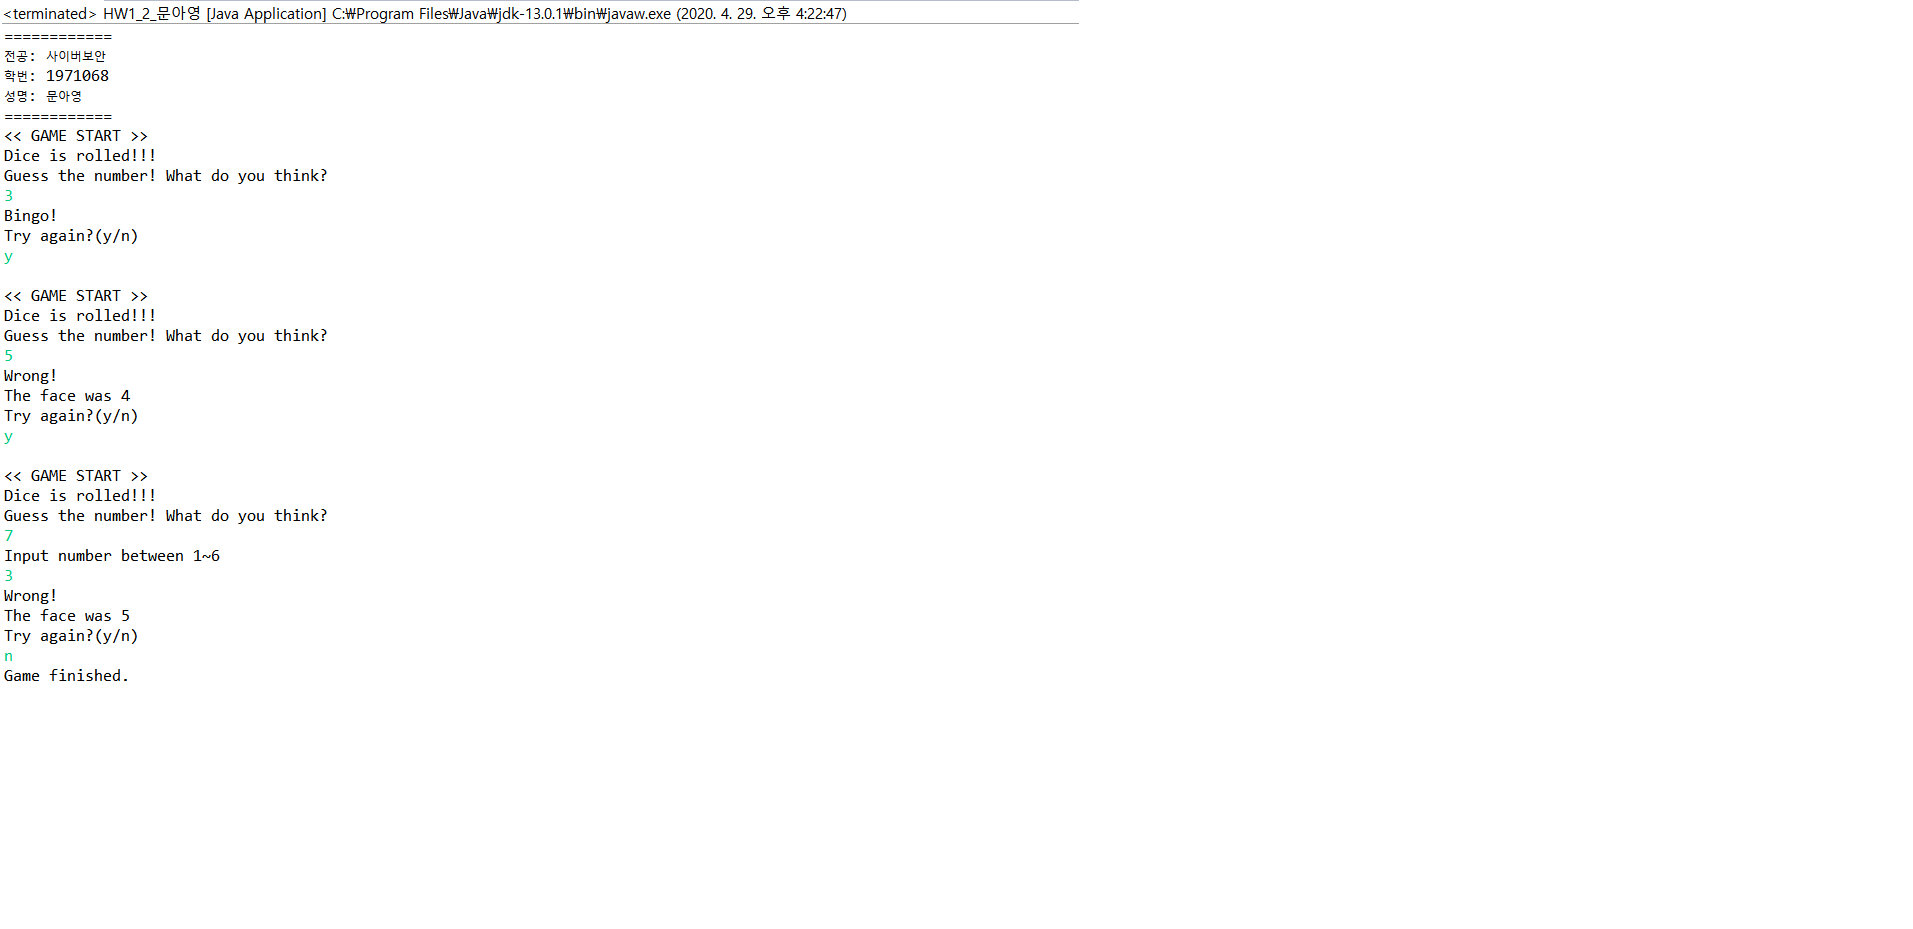 <terminated> HW1_2_문아영 [Java Application] C:₩Program Files₩Java₩jdk-13.0.1₩bin₩javaw.exe (2020. 4. 29. 오후 4:22:47)
============
전공: 사이버보안
학번: 1971068
성명: 문아영
============
<< GAME START >>
Dice is rolled!!!
Guess the number! What do you think?
3
Bingo!
Try again?(y/n)
y
<< GAME START >>
Dice is rolled!!!
Guess the number! What do you think?
5
Wrong!
The face was 4
Try again?(y/n)
y
<< GAME START >>
Dice is rolled!!!
Guess the number! What do you think?
7
Input number between 1~6
3
Wrong!
The face was 5
Try again?(y/n)
n
Game finished.